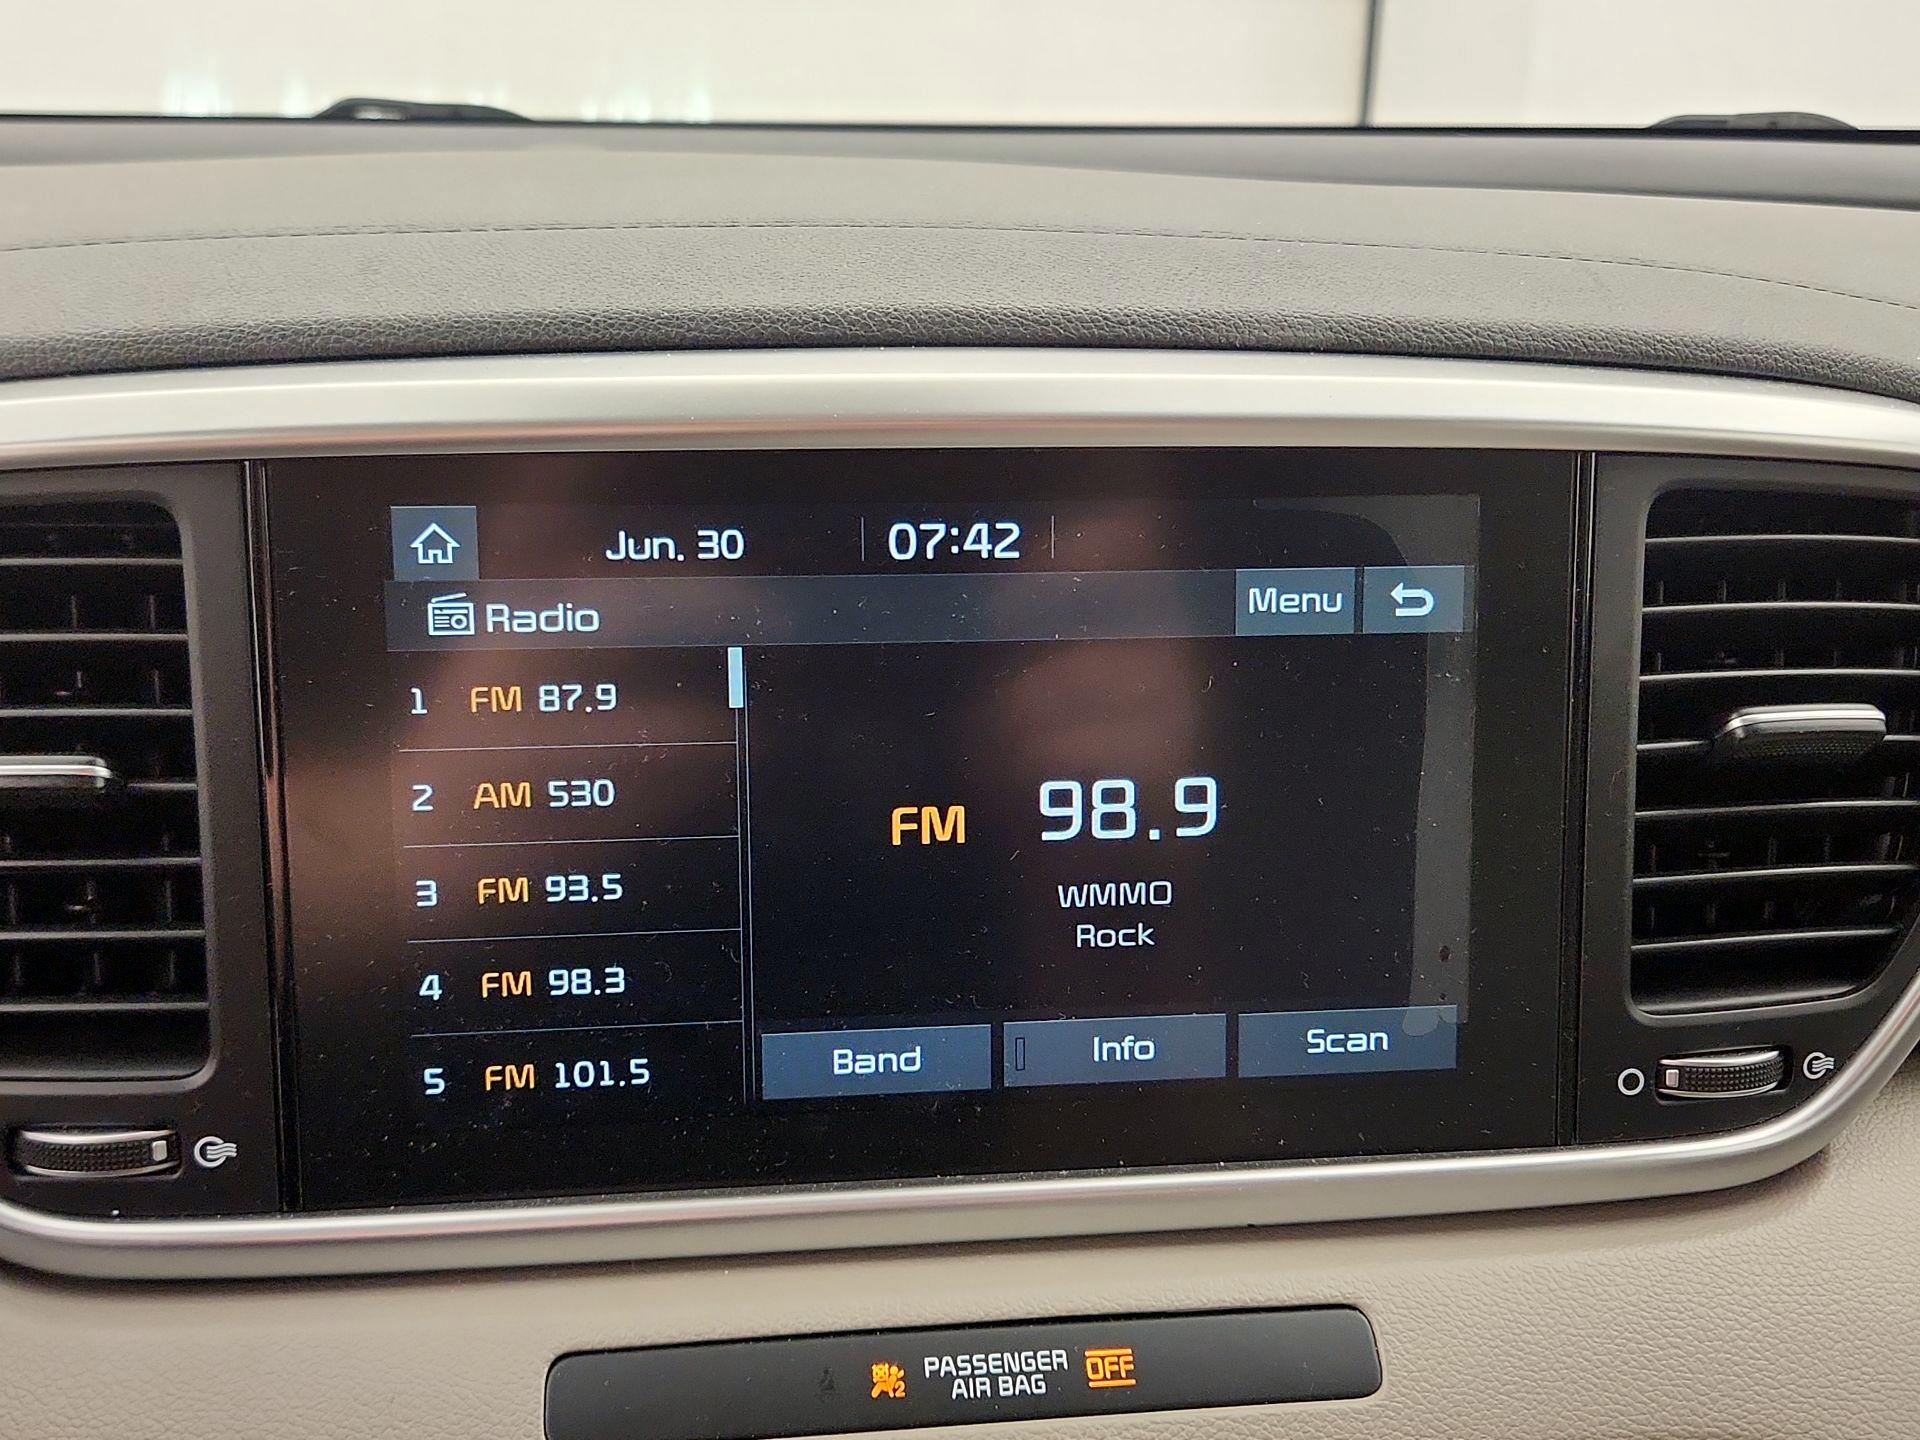 Jun. 30 07:42
Radio Menu
1 FM 87.9
2 AM 530
3 FM 93.5
4 FM 98.3
5 FM 101.5
FM 98.9
WMMO
Rock
Band Info Scan
2 PASSENGER AIR BAG OFF